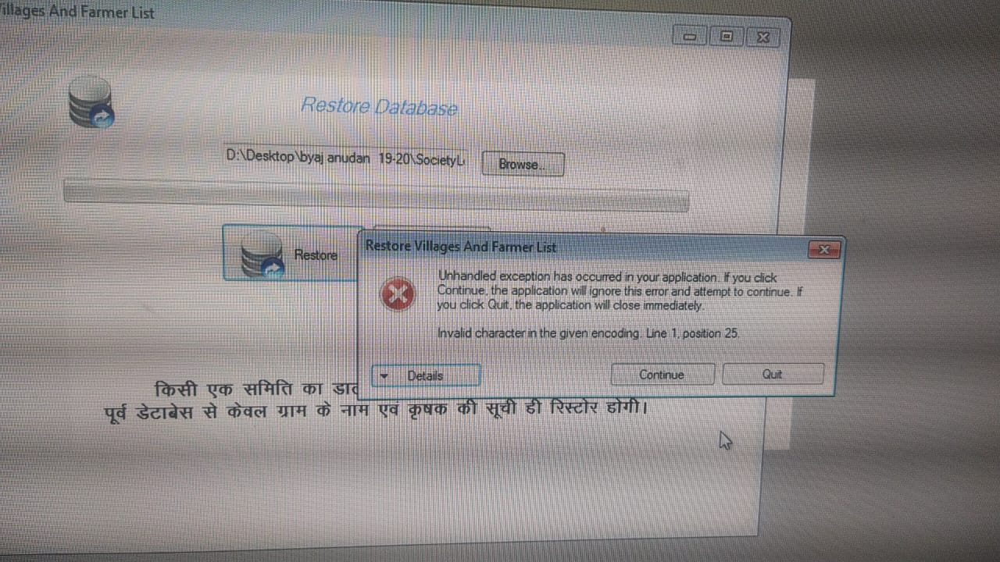 illages And Farmer List
Restore Database
D:\Desktop\byaj anudan 19-20\SocietyL
Browse..
Restore
Restore Villages And Farmer List
Unhandled exception has occurred in your application. If you click
Continue, the application will ignore this error and attempt to continue. If
you click Quit, the application will close immediately.
Invalid character in the given encoding. Line 1, position 25.
Details
Continue
Quit
किसी एक समिति का डाट
पूर्व डेटाबेस से केवल ग्राम के नाम एवं कृषक की सूची ही रिस्टोर होगी।